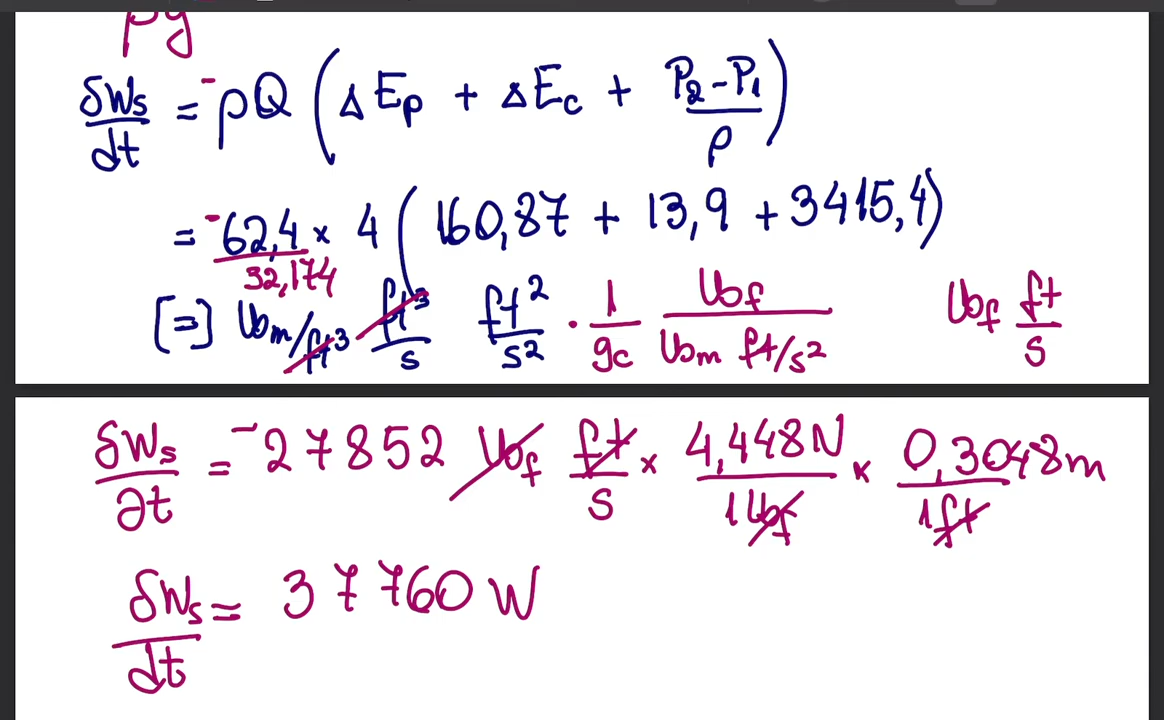 ρg
δWs/dt = -ρQ (ΔEp + ΔEc + P2-P1/ρ)
= -62,4/32,174 x 4 (160,87 + 13,9 + 3415,4)
[=] lbm/ft³ ft³/s ft²/s² · 1/gc lbf/lbm ft/s² lbf ft/s
δWs/∂t = -27852 lbf ft/s x 4,448N/1 lbf x 0,3048m/1ft
δWs/dt = 37760 W